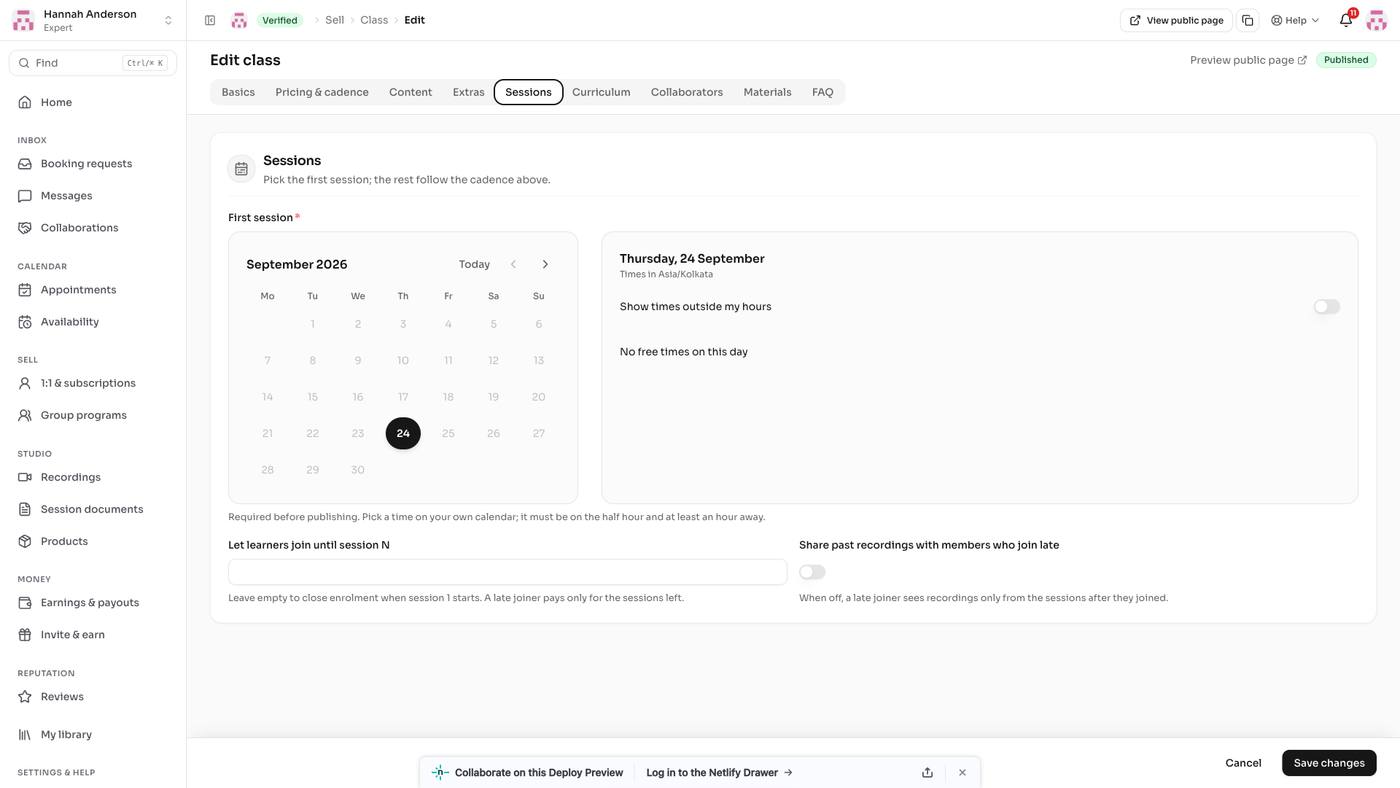 Hannah Anderson
Expert
Find
Ctrl/⌘ K
Home
INBOX
Booking requests
Messages
Collaborations
CALENDAR
Appointments
Availability
SELL
1:1 & subscriptions
Group programs
STUDIO
Recordings
Session documents
Products
MONEY
Earnings & payouts
Invite & earn
REPUTATION
Reviews
My library
SETTINGS & HELP
Verified
Sell
Class
Edit
View public page
Help
11
Edit class
Preview public page
Published
Basics
Pricing & cadence
Content
Extras
Sessions
Curriculum
Collaborators
Materials
FAQ
Sessions
Pick the first session; the rest follow the cadence above.
First session *
September 2026
Today
Mo Tu We Th Fr Sa Su
1 2 3 4 5 6
7 8 9 10 11 12 13
14 15 16 17 18 19 20
21 22 23 24 25 26 27
28 29 30
Thursday, 24 September
Times in Asia/Kolkata
Show times outside my hours
No free times on this day
Required before publishing. Pick a time on your own calendar; it must be on the half hour and at least an hour away.
Let learners join until session N
Leave empty to close enrolment when session 1 starts. A late joiner pays only for the sessions left.
Share past recordings with members who join late
When off, a late joiner sees recordings only from the sessions after they joined.
n
Collaborate on this Deploy Preview
Log in to the Netlify Drawer →
Cancel
Save changes